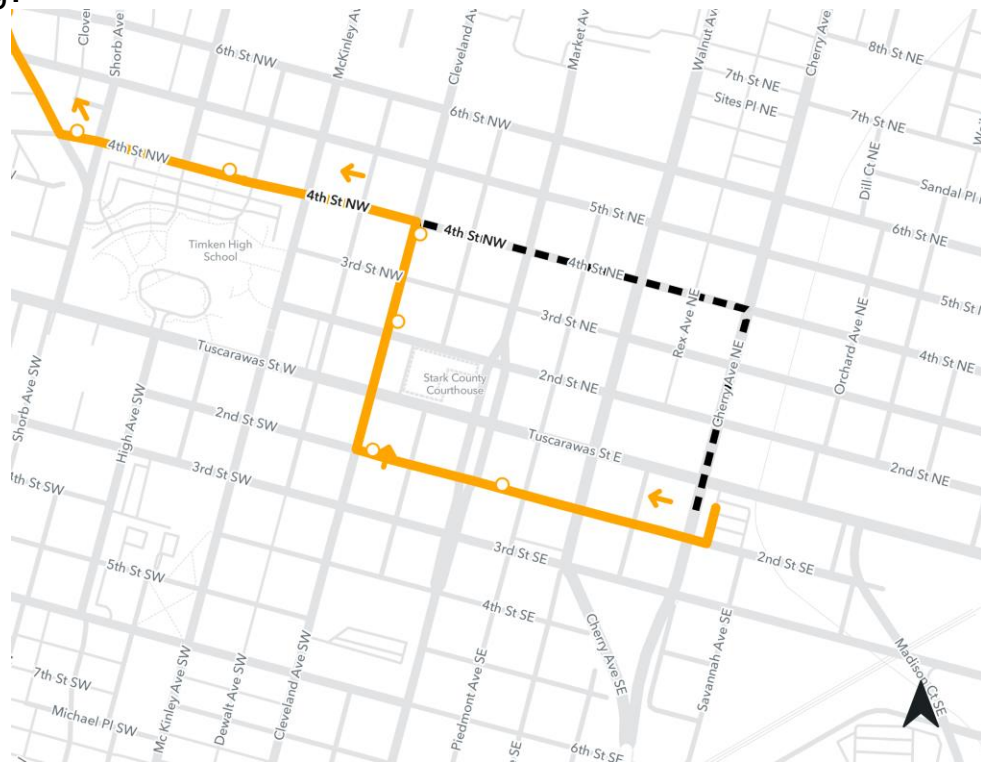 Clover
Shorb Ave
McKinley Av
Cleveland Ave
Market Ave
Walnut Ave
Cherry Ave
6th St NW
8th St NE
7th St NE
Sites Pl NE
7th St NE
6th St NW
4th St NW
Dill Ct NE
Sandal Pl
4th St NW
5th St NE
6th St NE
4th St NW
Timken High
School
4th St NE
3rd St NW
5th St
3rd St NE
Rex Ave NE
Orchard Ave NE
4th St NE
Tuscarawas St W
Stark County
Courthouse
2nd St NE
Cherry Ave NE
Shorb Ave SW
High Ave SW
2nd St SW
Tuscarawas St E
2nd St NE
3rd St SW
4th St SW
3rd St SE
2nd St SE
5th St SW
4th St SE
Cherry Ave SE
Savannah Ave SE
Madison Ct SE
7th St SW
McKinley Ave SW
Dewalt Ave SW
Cleveland Ave SW
Piedmont Ave SE
Michael Pl SW
6th St SE
SE